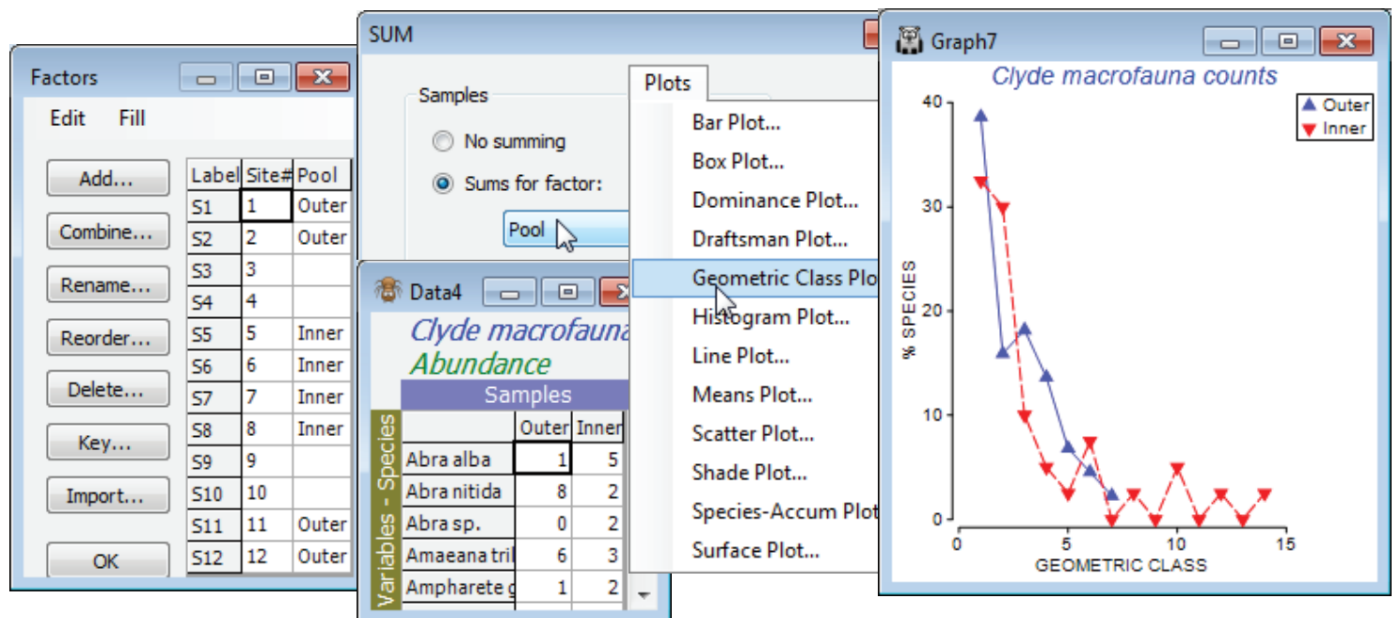 Factors
Edit Fill
Add...
Combine...
Rename...
Reorder...
Delete...
Key...
Import...
OK
Label Site# Pool
S1 1 Outer
S2 2 Outer
S3 3
S4 4
S5 5 Inner
S6 6 Inner
S7 7 Inner
S8 8 Inner
S9 9
S10 10
S11 11 Outer
S12 12 Outer
SUM
Samples
No summing
Sums for factor:
Pool
Data4
Clyde macrofauna
Abundance
Samples
Variables - Species
Outer Inner
Abra alba 1 5
Abra nitida 8 2
Abra sp. 0 2
Amaeana tril 6 3
Ampharete g 1 2
Plots
Bar Plot...
Box Plot...
Dominance Plot...
Draftsman Plot...
Geometric Class Plo
Histogram Plot...
Line Plot...
Means Plot...
Scatter Plot...
Shade Plot...
Species-Accum Plot
Surface Plot...
Graph7
Clyde macrofauna counts
Outer
Inner
% SPECIES
40
30
20
10
0
0 5 10 15
GEOMETRIC CLASS